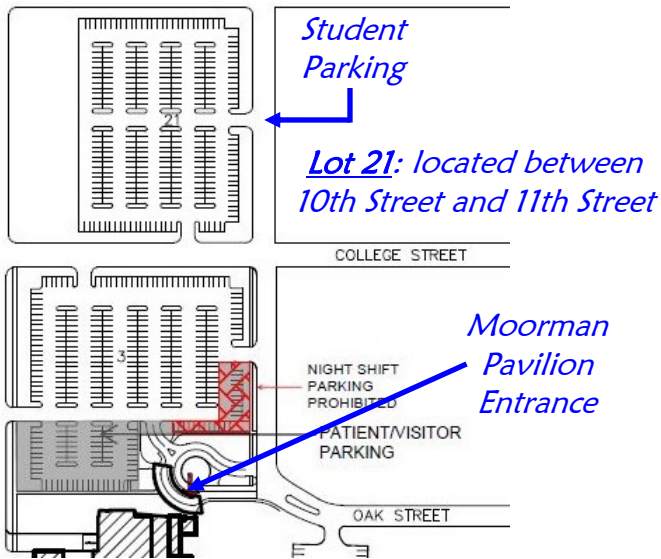 Student
Parking
21
Lot 21: located between
10th Street and 11th Street
COLLEGE STREET
Moorman
Pavilion
Entrance
3
NIGHT SHIFT
PARKING
PROHIBITED
PATIENT/VISITOR
PARKING
OAK STREET